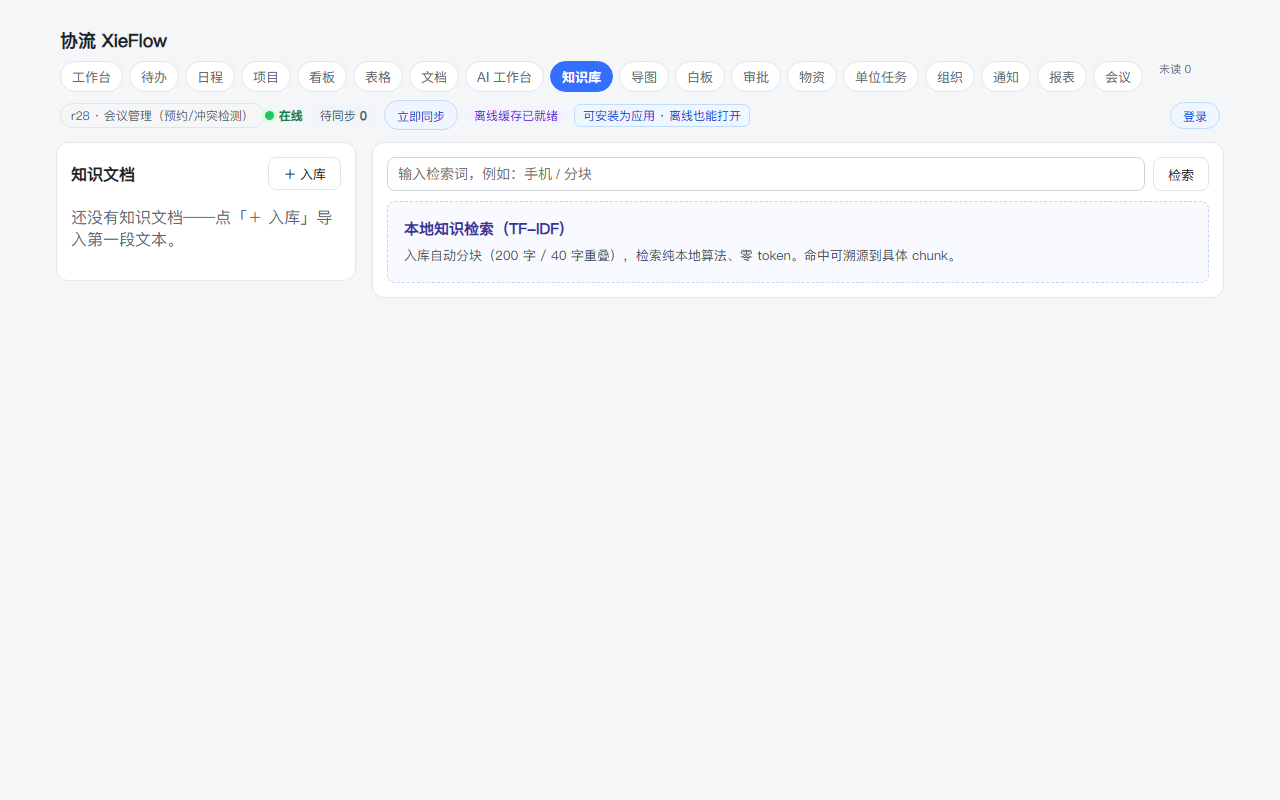 协流 XieFlow
工作台 待办 日程 项目 看板 表格 文档 AI 工作台 知识库 导图 白板 审批 物资 单位任务 组织 通知 报表 会议 未读 0
r28 · 会议管理（预约/冲突检测） 在线 待同步 0 立即同步 离线缓存已就绪 可安装为应用 · 离线也能打开 登录
知识文档 ＋ 入库
还没有知识文档——点「＋ 入库」导
入第一段文本。
输入检索词，例如：手机 / 分块 检索
本地知识检索（TF-IDF）
入库自动分块（200 字 / 40 字重叠），检索纯本地算法、零 token。命中可溯源到具体 chunk。